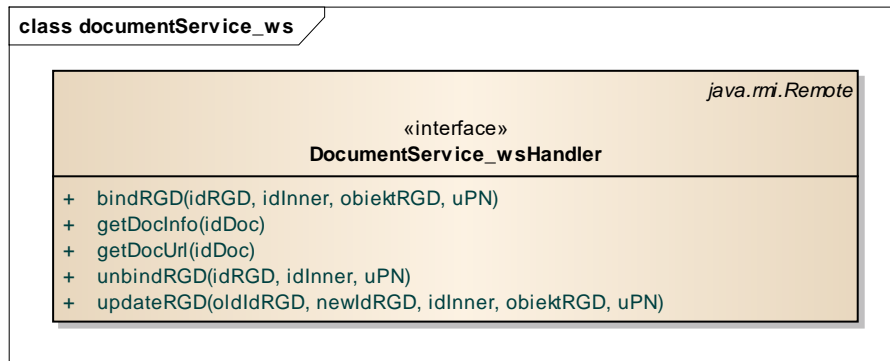 class documentService_ws
java.rmi.Remote
«interface»
DocumentService_wsHandler
+ bindRGD(idRGD, idInner, obiektRGD, uPN)
+ getDocInfo(idDoc)
+ getDocUrl(idDoc)
+ unbindRGD(idRGD, idInner, uPN)
+ updateRGD(oldIdRGD, newIdRGD, idInner, obiektRGD, uPN)